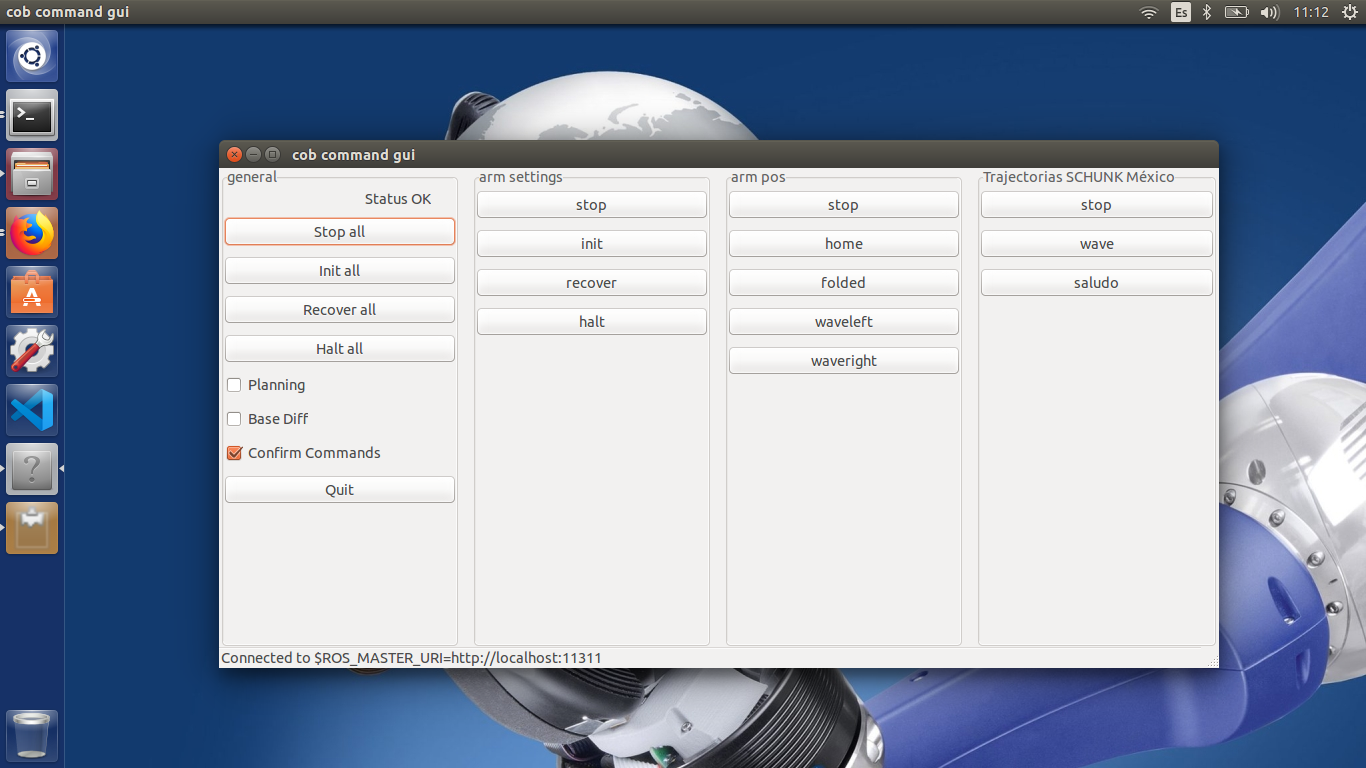 cob command gui
Es
11:12
cob command gui
general
Status OK
Stop all
Init all
Recover all
Halt all
Planning
Base Diff
Confirm Commands
Quit
arm settings
stop
init
recover
halt
arm pos
stop
home
folded
waveleft
waveright
Trajectorias SCHUNK México
stop
wave
saludo
Connected to $ROS_MASTER_URI=http://localhost:11311